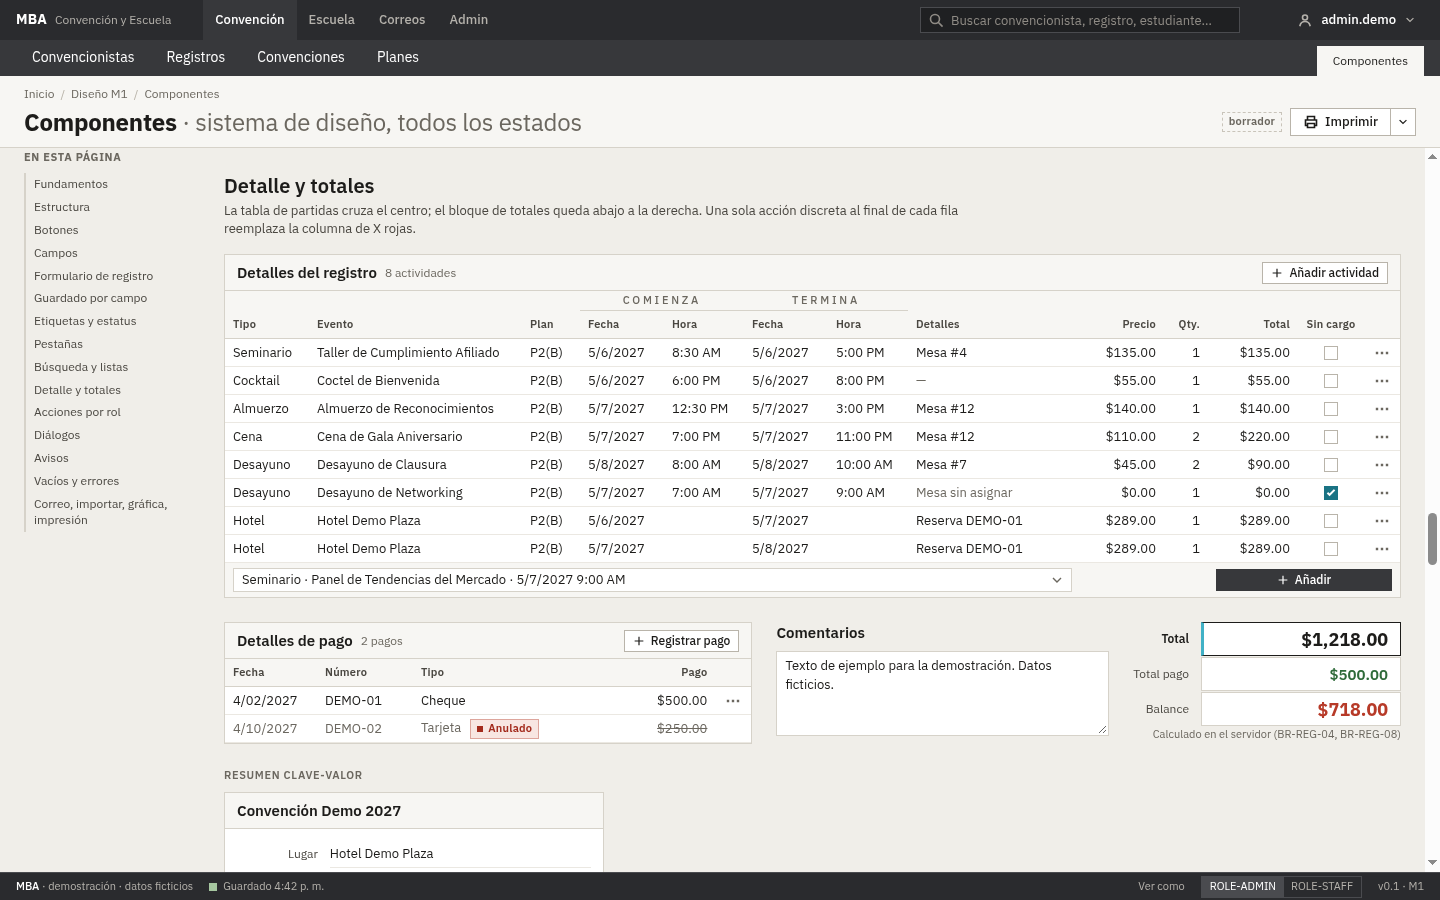 MBA Convención y Escuela Convención Escuela Correos Admin Buscar convencionista, registro, estudiante... admin.demo
Convencionistas Registros Convenciones Planes Componentes
Inicio / Diseño M1 / Componentes
Componentes · sistema de diseño, todos los estados borrador Imprimir
EN ESTA PÁGINA
Fundamentos
Estructura
Botones
Campos
Formulario de registro
Guardado por campo
Etiquetas y estatus
Pestañas
Búsqueda y listas
Detalle y totales
Acciones por rol
Diálogos
Avisos
Vacíos y errores
Correo, importar, gráfica,
impresión
Detalle y totales
La tabla de partidas cruza el centro; el bloque de totales queda abajo a la derecha. Una sola acción discreta al final de cada fila
reemplaza la columna de X rojas.
Detalles del registro 8 actividades + Añadir actividad
COMIENZA TERMINA
Tipo Evento Plan Fecha Hora Fecha Hora Detalles Precio Qty. Total Sin cargo
Seminario Taller de Cumplimiento Afiliado P2(B) 5/6/2027 8:30 AM 5/6/2027 5:00 PM Mesa #4 $135.00 1 $135.00
Cocktail Coctel de Bienvenida P2(B) 5/6/2027 6:00 PM 5/6/2027 8:00 PM — $55.00 1 $55.00
Almuerzo Almuerzo de Reconocimientos P2(B) 5/7/2027 12:30 PM 5/7/2027 3:00 PM Mesa #12 $140.00 1 $140.00
Cena Cena de Gala Aniversario P2(B) 5/7/2027 7:00 PM 5/7/2027 11:00 PM Mesa #12 $110.00 2 $220.00
Desayuno Desayuno de Clausura P2(B) 5/8/2027 8:00 AM 5/8/2027 10:00 AM Mesa #7 $45.00 2 $90.00
Desayuno Desayuno de Networking P2(B) 5/7/2027 7:00 AM 5/7/2027 9:00 AM Mesa sin asignar $0.00 1 $0.00
Hotel Hotel Demo Plaza P2(B) 5/6/2027 5/7/2027 Reserva DEMO-01 $289.00 1 $289.00
Hotel Hotel Demo Plaza P2(B) 5/7/2027 5/8/2027 Reserva DEMO-01 $289.00 1 $289.00
Seminario · Panel de Tendencias del Mercado · 5/7/2027 9:00 AM + Añadir
Detalles de pago 2 pagos + Registrar pago
Fecha Número Tipo Pago
4/02/2027 DEMO-01 Cheque $500.00
4/10/2027 DEMO-02 Tarjeta Anulado $250.00
Comentarios
Texto de ejemplo para la demostración. Datos
ficticios.
Total $1,218.00
Total pago $500.00
Balance $718.00
Calculado en el servidor (BR-REG-04, BR-REG-08)
RESUMEN CLAVE-VALOR
Convención Demo 2027
Lugar Hotel Demo Plaza
MBA · demostración · datos ficticios Guardado 4:42 p. m. Ver como ROLE-ADMIN ROLE-STAFF v0.1 · M1